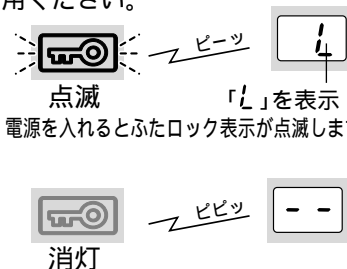 用ください。
ピーッ
L
点滅
「L」を表示
電源を入れるとふたロック表示が点滅しま
ピピッ
- -
消灯